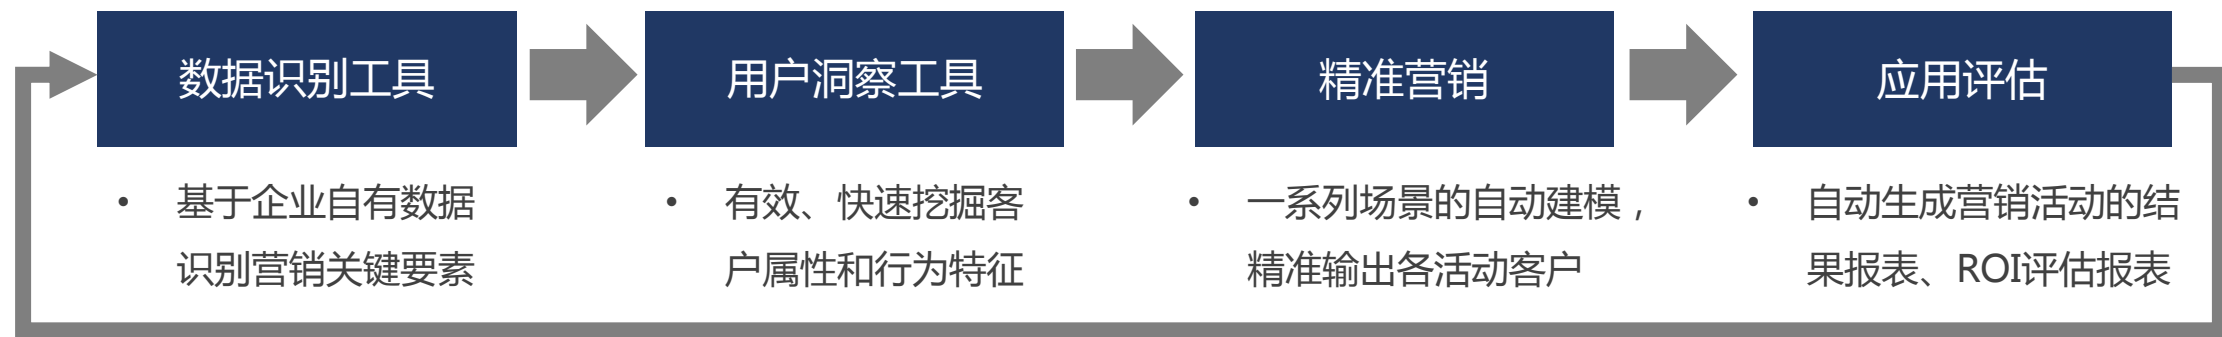 数据识别工具
用户洞察工具
精准营销
应用评估
• 基于企业自有数据
识别营销关键要素
• 有效、快速挖掘客
户属性和行为特征
• 一系列场景的自动建模，
精准输出各活动客户
• 自动生成营销活动的结
果报表、ROI评估报表